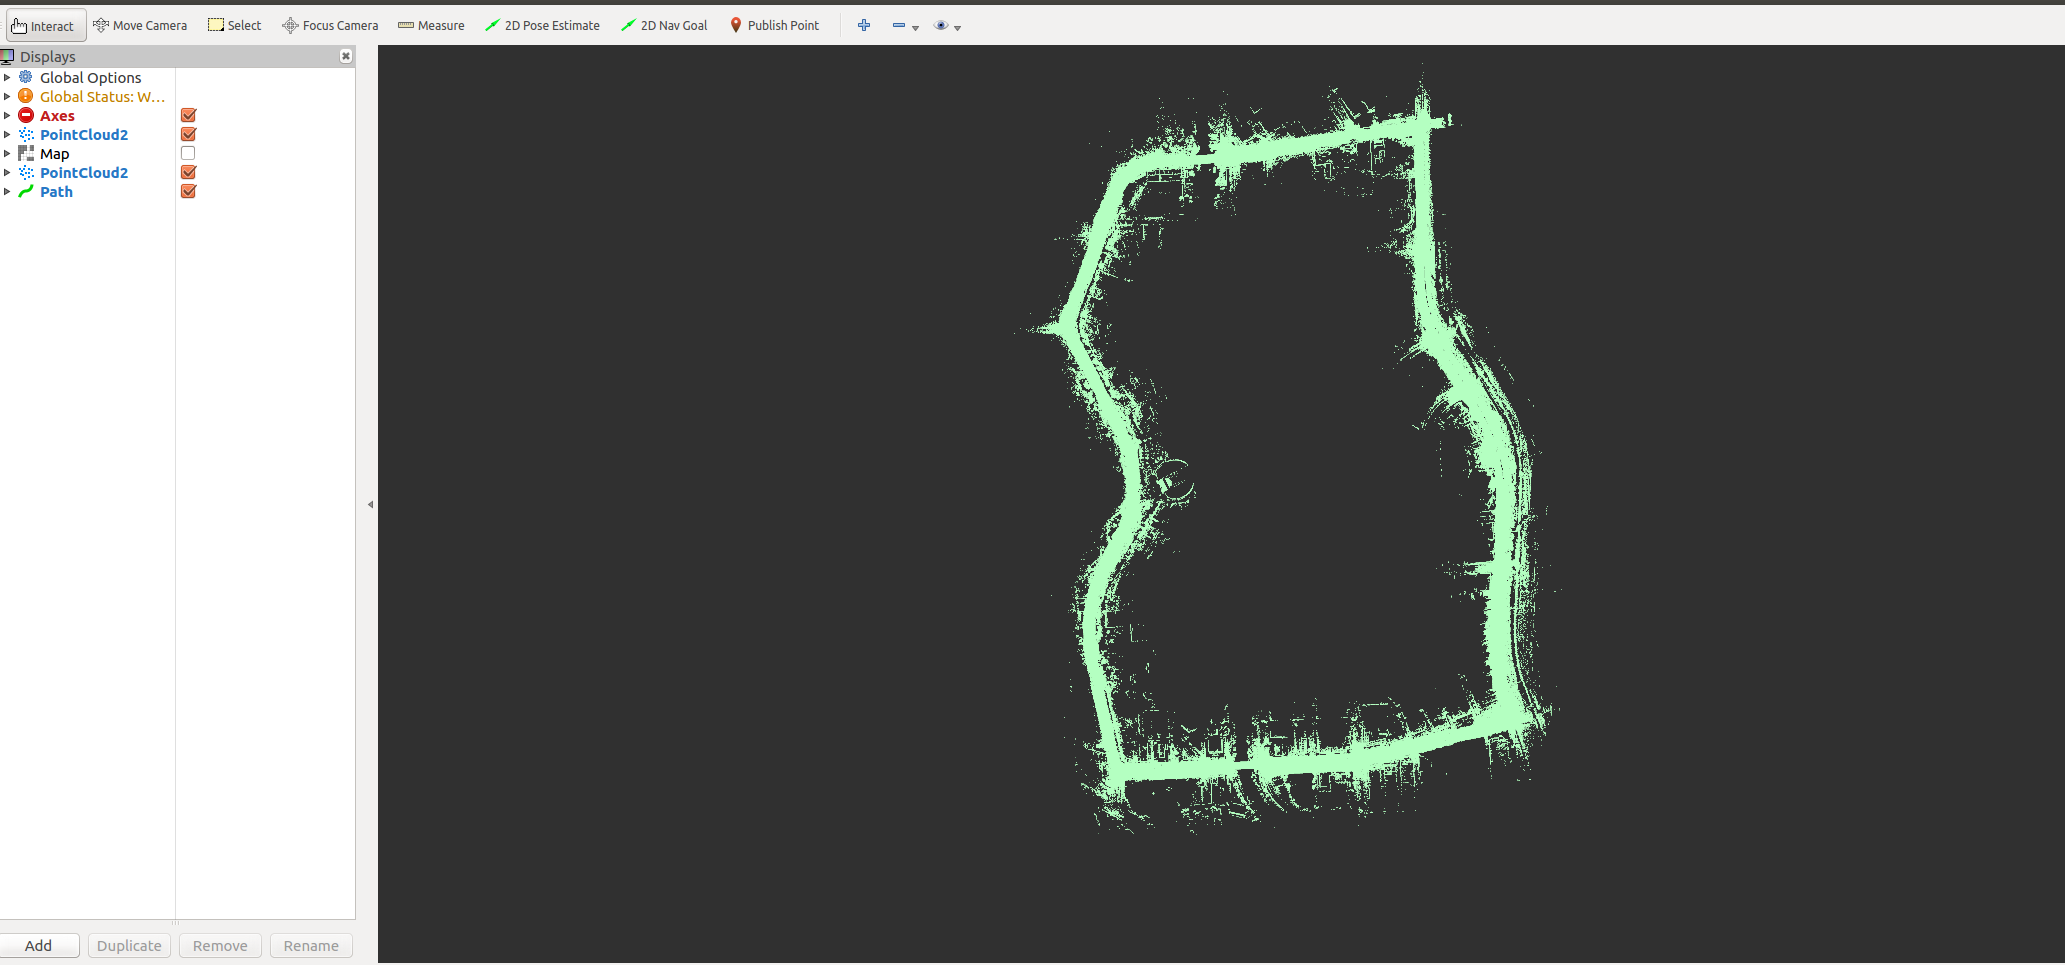 Interact Move Camera Select Focus Camera Measure 2D Pose Estimate 2D Nav Goal Publish Point
Displays
Global Options
Global Status: W...
Axes
PointCloud2
Map
PointCloud2
Path
Add Duplicate Remove Rename